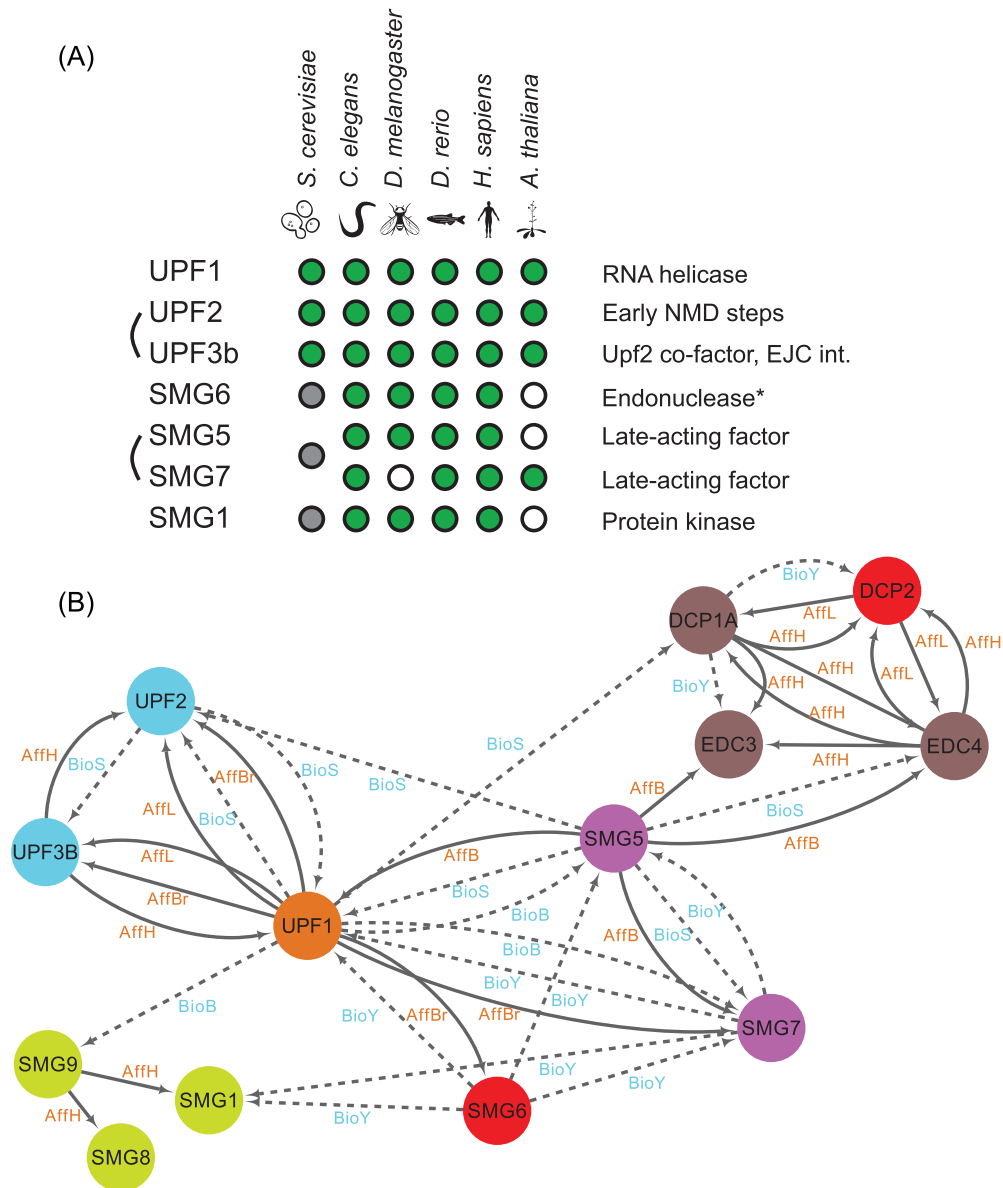 (A)
S. cerevisiae
C. elegans
D. melanogaster
D. rerio
H. sapiens
A. thaliana
UPF1 RNA helicase
UPF2 Early NMD steps
UPF3b Upf2 co-factor, EJC int.
SMG6 Endonuclease*
SMG5 Late-acting factor
SMG7 Late-acting factor
SMG1 Protein kinase
(B)
BioY
DCP2
DCP1A
AffL
AffH
AffL
AffH
AffH
AffL
BioY
AffH
AffH
UPF2
BioS
EDC3
EDC4
AffH
AffH
BioS
AffBr
BioS
AffB
BioS
AffL
BioS
SMG5
UPF3B
AffL
AffB
AffB
BioS
AffBr
BioY
BioB
AffH
UPF1
BioS
AffB
BioB
BioY
BioB
BioY
AffBr
AffBr
SMG7
BioY
SMG9
AffH
BioY
BioY
SMG1
SMG6
AffH
BioY
SMG8